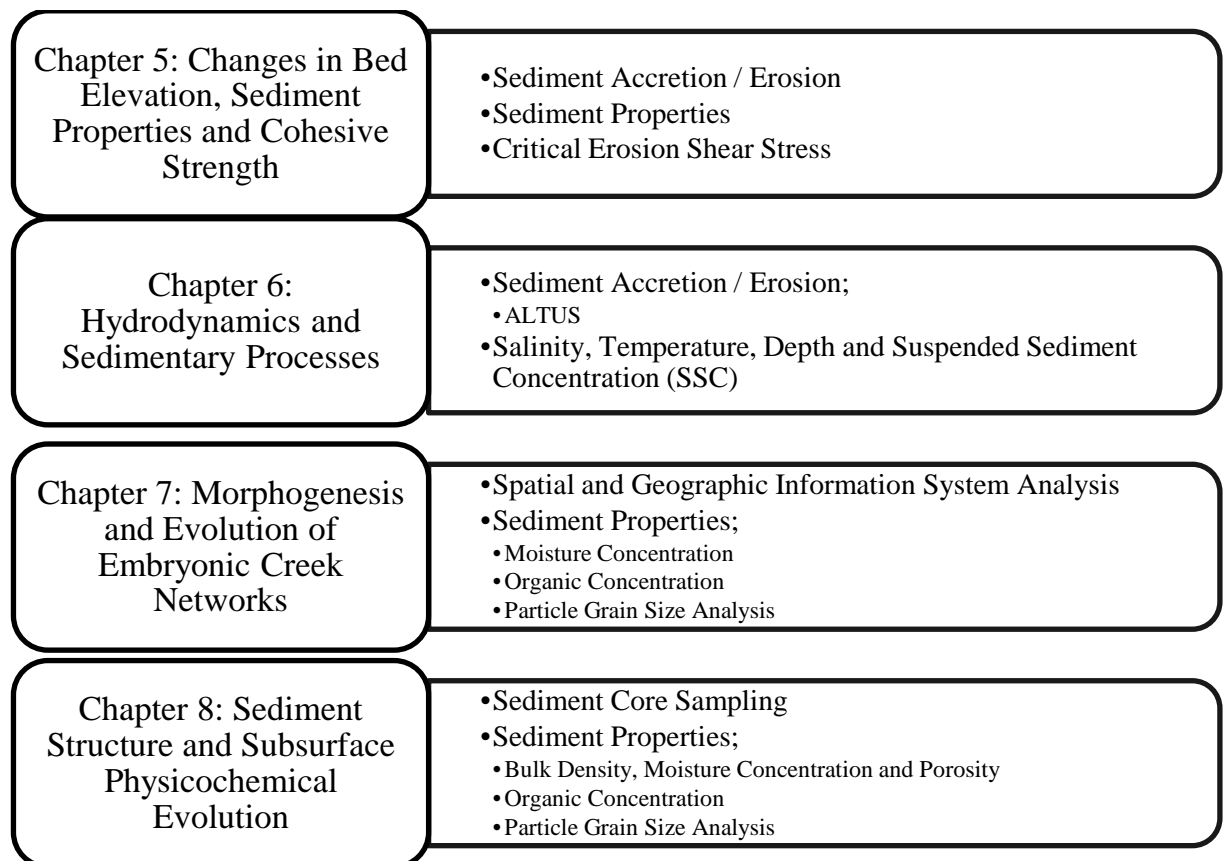 Chapter 5: Changes in Bed
Elevation, Sediment
Properties and Cohesive
Strength
•Sediment Accretion / Erosion
•Sediment Properties
•Critical Erosion Shear Stress
Chapter 6:
Hydrodynamics and
Sedimentary Processes
•Sediment Accretion / Erosion;
•ALTUS
•Salinity, Temperature, Depth and Suspended Sediment
Concentration (SSC)
Chapter 7: Morphogenesis
and Evolution of
Embryonic Creek
Networks
•Spatial and Geographic Information System Analysis
•Sediment Properties;
•Moisture Concentration
•Organic Concentration
•Particle Grain Size Analysis
Chapter 8: Sediment
Structure and Subsurface
Physicochemical
Evolution
•Sediment Core Sampling
•Sediment Properties;
•Bulk Density, Moisture Concentration and Porosity
•Organic Concentration
•Particle Grain Size Analysis